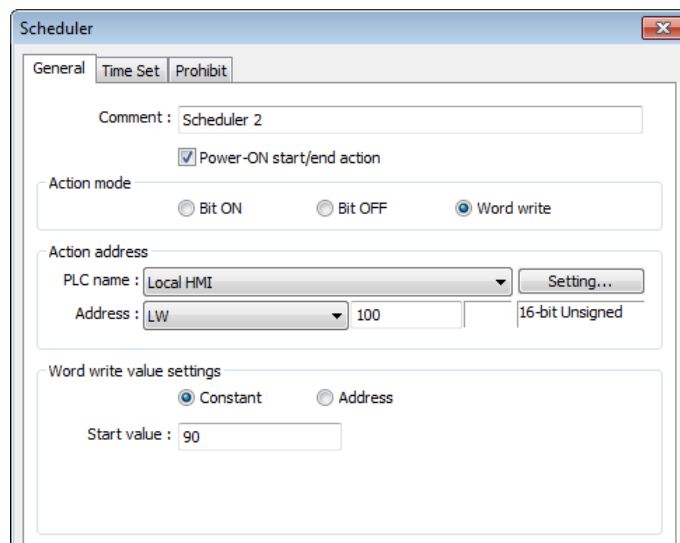 Scheduler
General Time Set Prohibit
Comment : Scheduler 2
Power-ON start/end action
Action mode
Bit ON Bit OFF Word write
Action address
PLC name : Local HMI Setting...
Address : LW 100 16-bit Unsigned
Word write value settings
Constant Address
Start value : 90